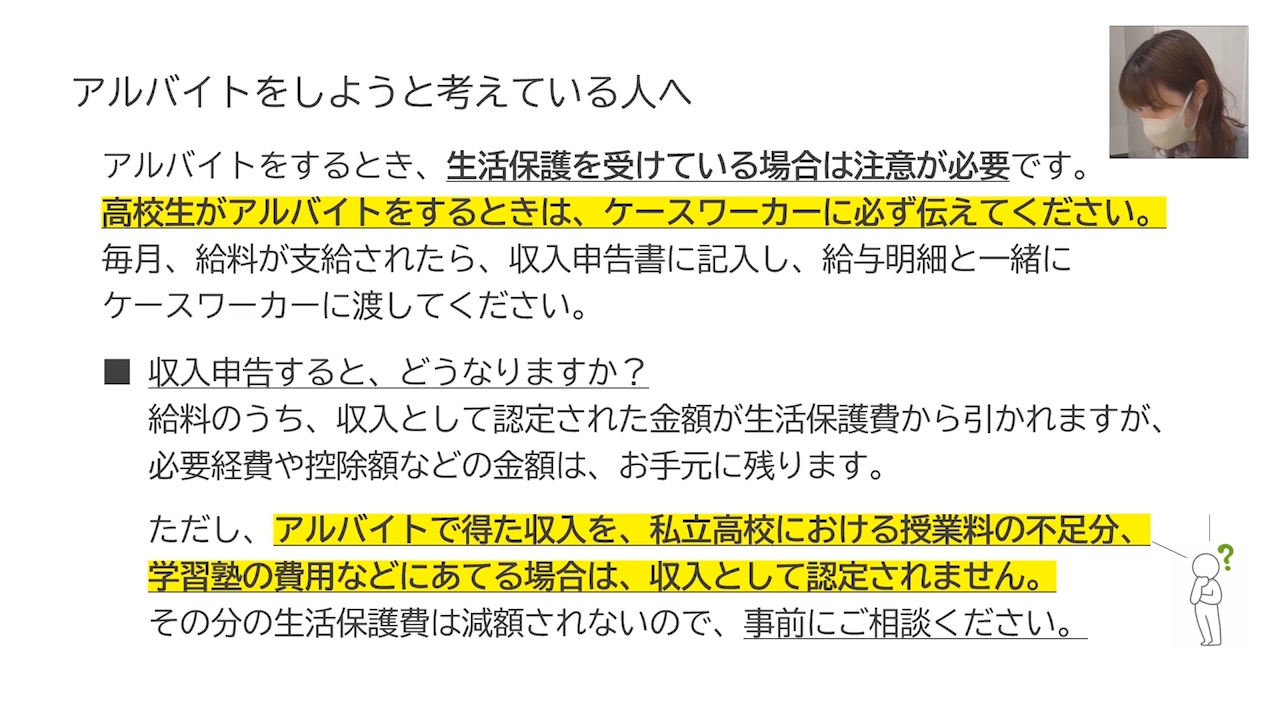 アルバイトをしようと考えている人へ
アルバイトをするとき、生活保護を受けている場合は注意が必要です。
高校生がアルバイトをするときは、ケースワーカーに必ず伝えてください。
毎月、給料が支給されたら、収入申告書に記入し、給与明細と一緒に
ケースワーカーに渡してください。
■ 収入申告すると、どうなりますか？
給料のうち、収入として認定された金額が生活保護費から引かれますが、
必要経費や控除額などの金額は、お手元に残ります。
ただし、アルバイトで得た収入を、私立高校における授業料の不足分、
学習塾の費用などにあてる場合は、収入として認定されません。
その分の生活保護費は減額されないので、事前にご相談ください。
?